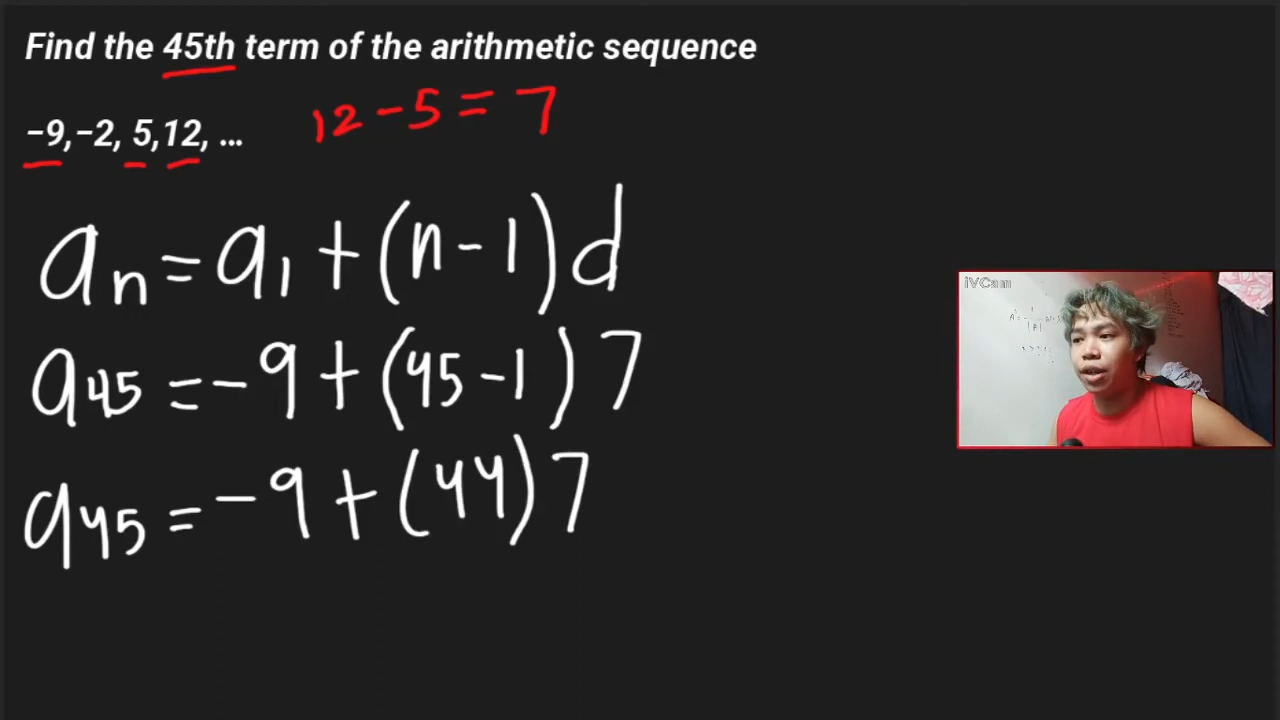 Find the 45th term of the arithmetic sequence
−9,−2, 5,12, ...
12 - 5 = 7
an = a1 + (n - 1) d
a45 = - 9 + (45 - 1) 7
a45 = - 9 + (44) 7
iVCam